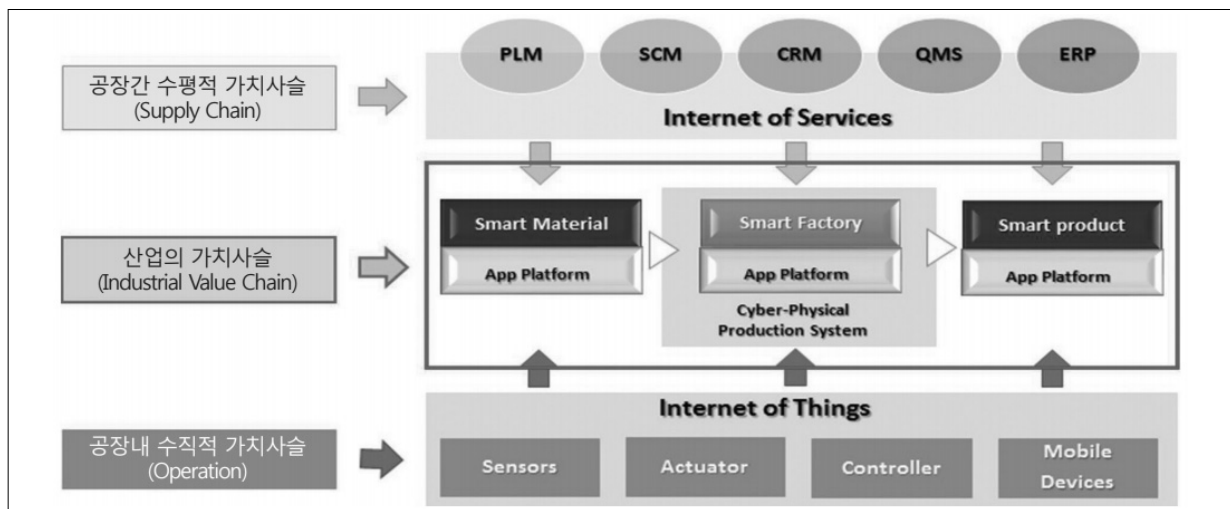 PLM
SCM
CRM
QMS
ERP
공장간 수평적 가치사슬
(Supply Chain)
Internet of Services
Smart Material
App Platform
Smart Factory
App Platform
Cyber-Physical
Production System
Smart product
App Platform
산업의 가치사슬
(Industrial Value Chain)
Internet of Things
공장내 수직적 가치사슬
(Operation)
Sensors
Actuator
Controller
Mobile
Devices